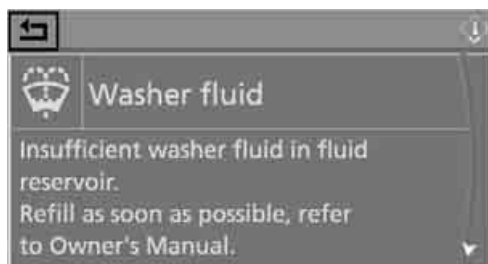 Washer fluid
Insufficient washer fluid in fluid
reservoir.
Refill as soon as possible, refer
to Owner's Manual.